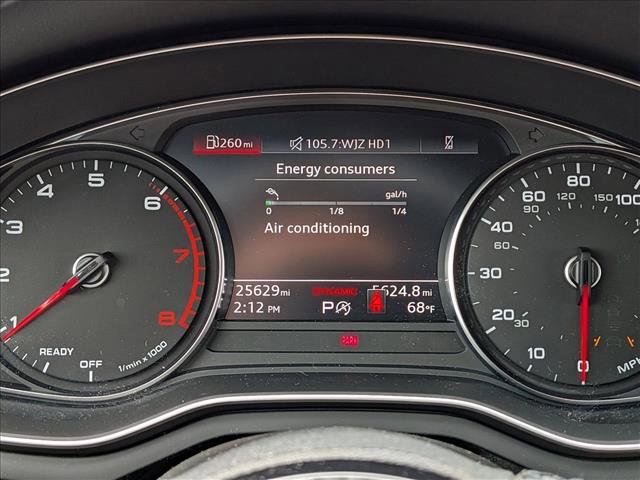 260 mi
105.7:WJZ HD1
Energy consumers
gal/h
0 1/8 1/4
Air conditioning
25629 mi
DYNAMIC
5624.8 mi
2:12 PM
P
68°F
PARK
1
2
3
4
5
6
7
8
READY
OFF
1/min x 1000
0
10
20
30
40
60
80
100
30
60
90
120
150
MPH